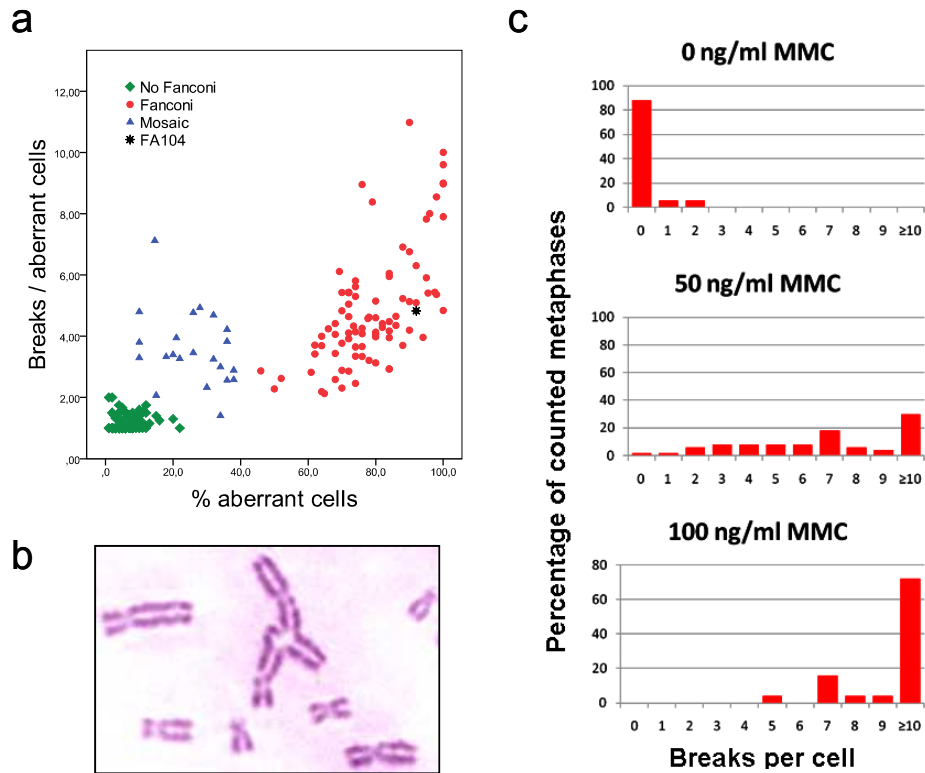 a
Breaks / aberrant cells
12,00
10,00
8,00
6,00
4,00
2,00
,00
No Fanconi
Fanconi
Mosaic
FA104
,0 20,0 40,0 60,0 80,0 100,0
% aberrant cells
b
c
Percentage of counted metaphases
0 ng/ml MMC
100
80
60
40
20
0
0 1 2 3 4 5 6 7 8 9 ≥10
50 ng/ml MMC
100
80
60
40
20
0
0 1 2 3 4 5 6 7 8 9 ≥10
100 ng/ml MMC
80
60
40
20
0
0 1 2 3 4 5 6 7 8 9 ≥10
Breaks per cell